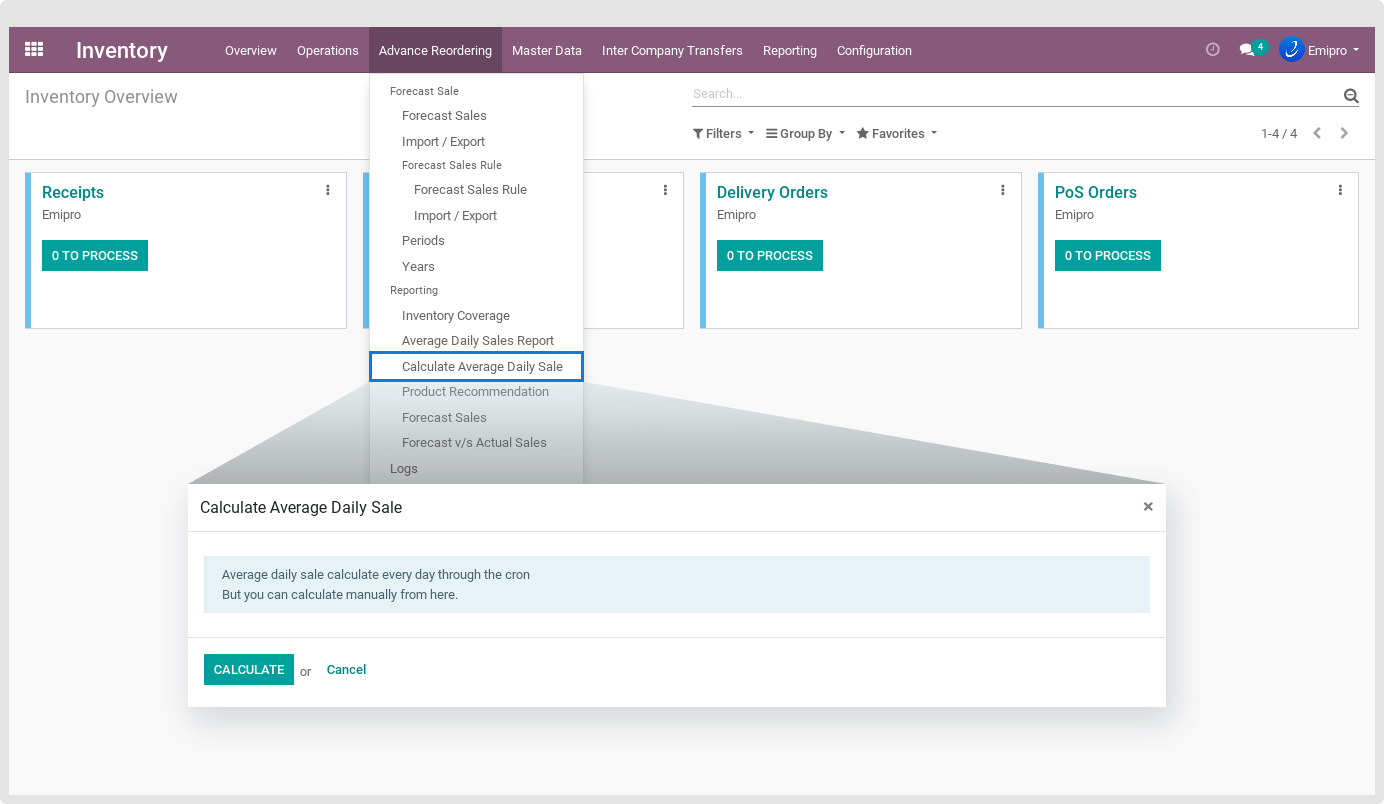 Inventory
Overview
Operations
Advance Reordering
Master Data
Inter Company Transfers
Reporting
Configuration
4
Emipro
Inventory Overview
Search...
Filters
Group By
Favorites
1-4 / 4
Forecast Sale
Forecast Sales
Import / Export
Forecast Sales Rule
Forecast Sales Rule
Import / Export
Periods
Years
Reporting
Inventory Coverage
Average Daily Sales Report
Calculate Average Daily Sale
Product Recommendation
Forecast Sales
Forecast v/s Actual Sales
Logs
Receipts
Emipro
0 TO PROCESS
Delivery Orders
Emipro
0 TO PROCESS
PoS Orders
Emipro
0 TO PROCESS
Calculate Average Daily Sale
×
Average daily sale calculate every day through the cron
But you can calculate manually from here.
CALCULATE or Cancel